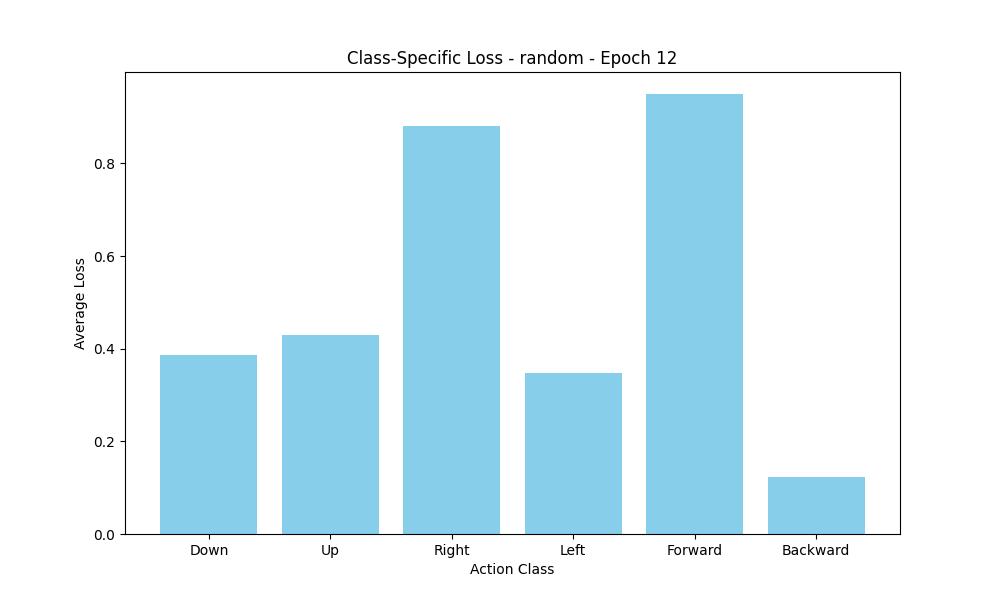 Class-Specific Loss - random - Epoch 12
Average Loss
0.8
0.6
0.4
0.2
0.0
Down Up Right Left Forward Backward
Action Class